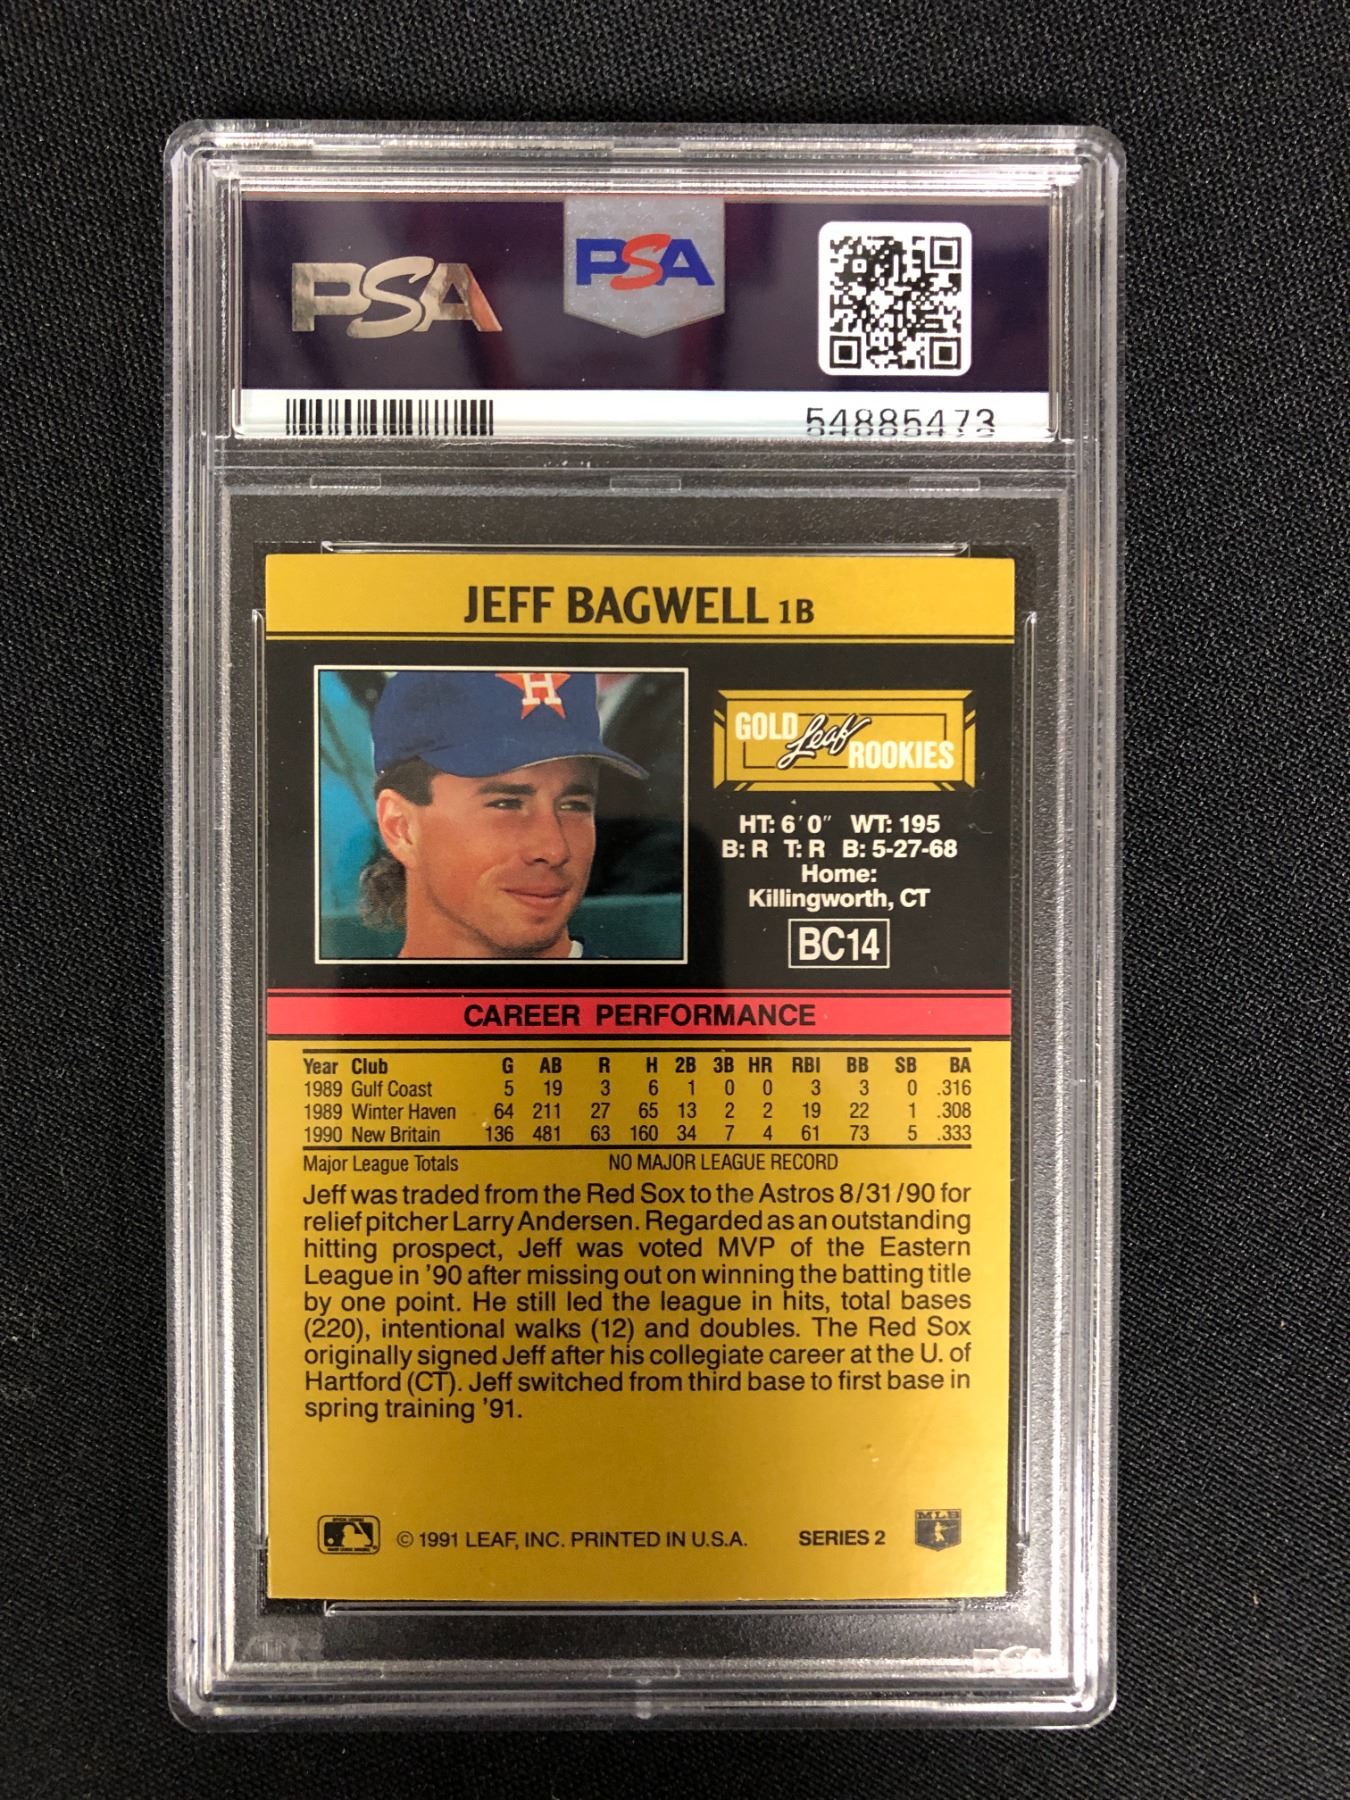 PSA PSA
54885473
JEFF BAGWELL 1B
H
GOLD Leaf ROOKIES
HT: 6'0" WT: 195
B: R T: R B: 5-27-68
Home:
Killingworth, CT
BC14
CAREER PERFORMANCE
Year Club G AB R H 2B 3B HR RBI BB SB BA
1989 Gulf Coast 5 19 3 6 1 0 0 3 3 0 .316
1989 Winter Haven 64 211 27 65 13 2 2 19 22 1 .308
1990 New Britain 136 481 63 160 34 7 4 61 73 5 .333
Major League Totals NO MAJOR LEAGUE RECORD
Jeff was traded from the Red Sox to the Astros 8/31/90 for
relief pitcher Larry Andersen. Regarded as an outstanding
hitting prospect, Jeff was voted MVP of the Eastern
League in '90 after missing out on winning the batting title
by one point. He still led the league in hits, total bases
(220), intentional walks (12) and doubles. The Red Sox
originally signed Jeff after his collegiate career at the U. of
Hartford (CT). Jeff switched from third base to first base in
spring training '91.
© 1991 LEAF, INC. PRINTED IN U.S.A. SERIES 2 MLB
PSA